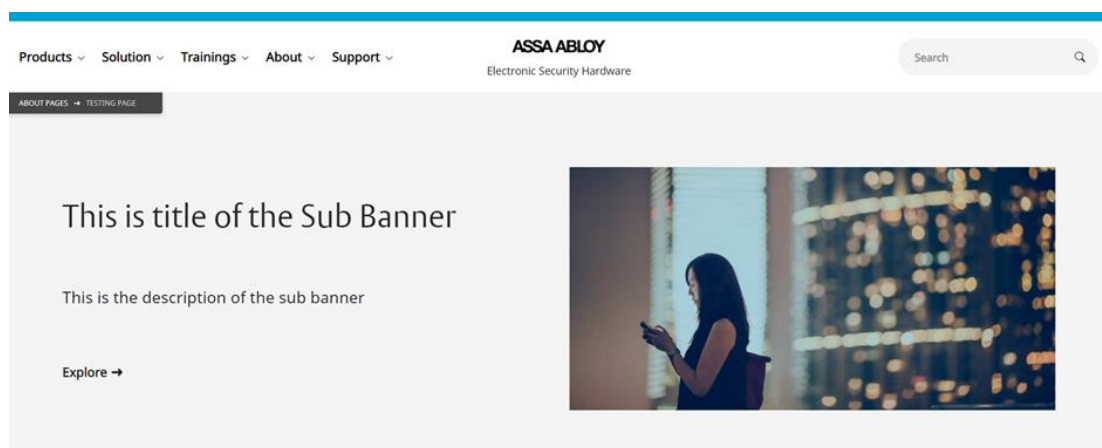 Products Solution Trainings About Support
ASSA ABLOY
Electronic Security Hardware
Search
ABOUT PAGES → TESTING PAGE
This is title of the Sub Banner
This is the description of the sub banner
Explore →